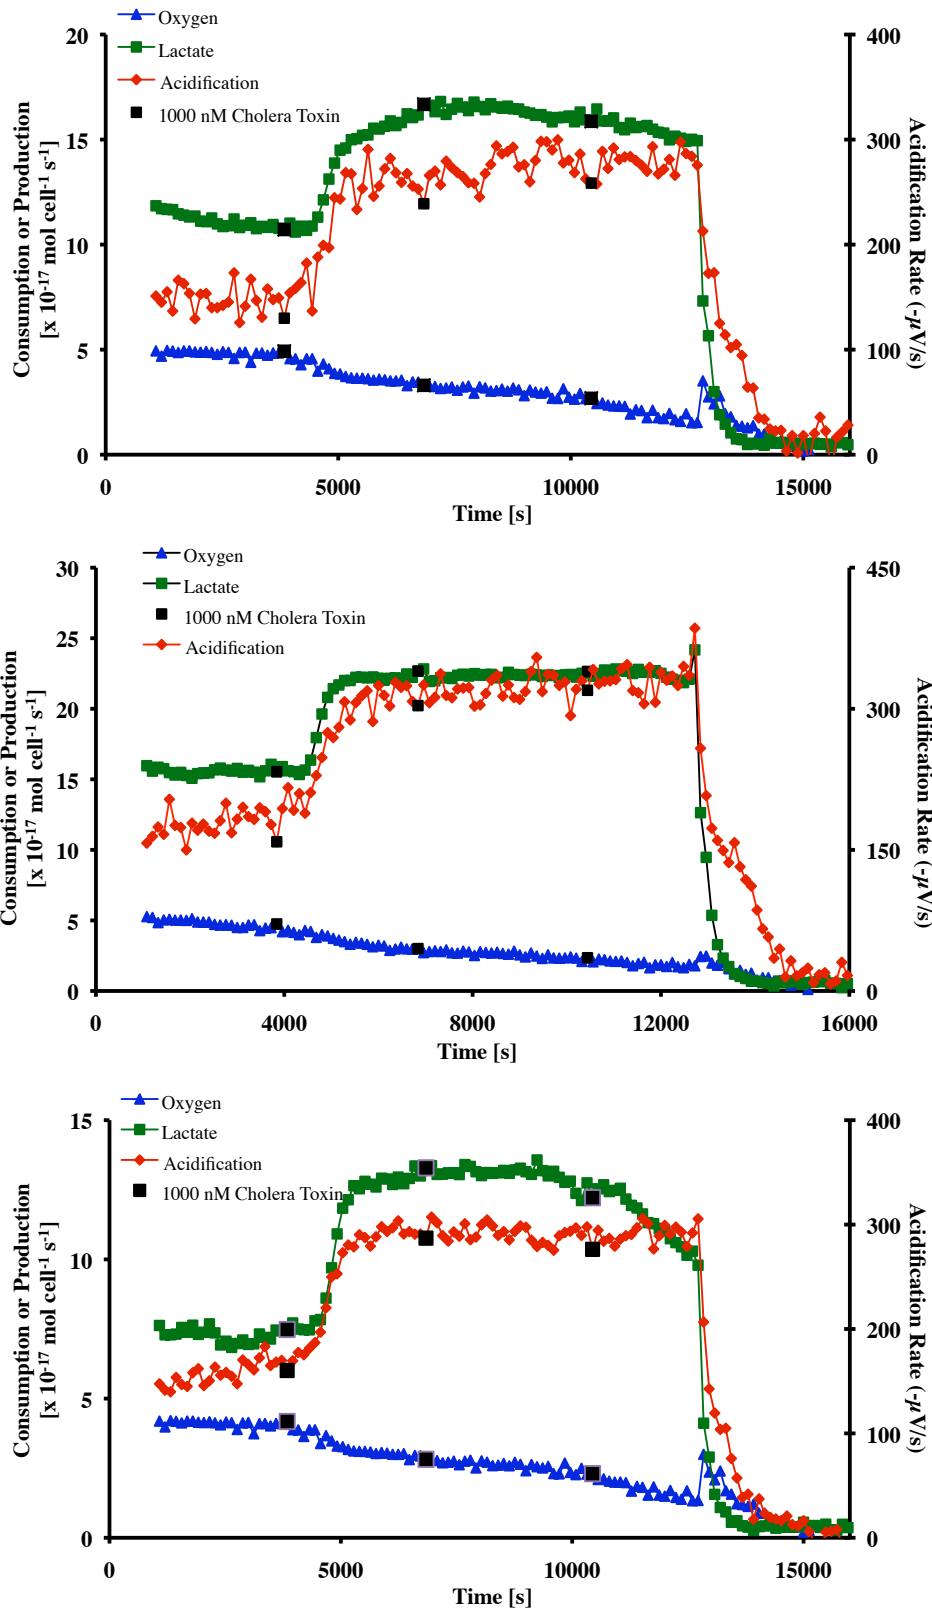 Oxygen
Lactate
Acidification
1000 nM Cholera Toxin
20
15
10
5
0
400
300
200
100
0
0
5000
10000
15000
Time [s]
Consumption or Production
[x 10⁻¹⁷ mol cell⁻¹ s⁻¹]
Acidification Rate (-µV/s)
Oxygen
Lactate
1000 nM Cholera Toxin
Acidification
30
25
20
15
10
5
0
450
300
150
0
0
4000
8000
12000
16000
Time [s]
Consumption or Production
[x 10⁻¹⁷ mol cell⁻¹ s⁻¹]
Acidification Rate (-µV/s)
Oxygen
Lactate
Acidification
1000 nM Cholera Toxin
15
10
5
0
400
300
200
100
0
0
5000
10000
15000
Time [s]
Consumption or Production
[x 10⁻¹⁷ mol cell⁻¹ s⁻¹]
Acidification Rate (-µV/s)